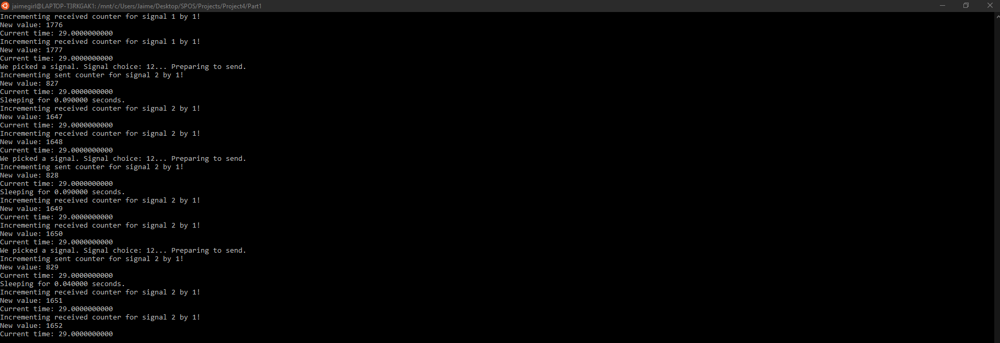 jaimegirl@LAPTOP-T3RKGAK1: /mnt/c/Users/Jaime/Desktop/SPOS/Projects/Project4/Part1
Incrementing received counter for signal 1 by 1!
New value: 1776
Current time: 29.0000000000
Incrementing received counter for signal 1 by 1!
New value: 1777
Current time: 29.0000000000
We picked a signal. Signal choice: 12... Preparing to send.
Incrementing sent counter for signal 2 by 1!
New value: 827
Current time: 29.0000000000
Sleeping for 0.090000 seconds.
Incrementing received counter for signal 2 by 1!
New value: 1647
Current time: 29.0000000000
Incrementing received counter for signal 2 by 1!
New value: 1648
Current time: 29.0000000000
We picked a signal. Signal choice: 12... Preparing to send.
Incrementing sent counter for signal 2 by 1!
New value: 828
Current time: 29.0000000000
Sleeping for 0.090000 seconds.
Incrementing received counter for signal 2 by 1!
New value: 1649
Current time: 29.0000000000
Incrementing received counter for signal 2 by 1!
New value: 1650
Current time: 29.0000000000
We picked a signal. Signal choice: 12... Preparing to send.
Incrementing sent counter for signal 2 by 1!
New value: 829
Current time: 29.0000000000
Sleeping for 0.040000 seconds.
Incrementing received counter for signal 2 by 1!
New value: 1651
Current time: 29.0000000000
Incrementing received counter for signal 2 by 1!
New value: 1652
Current time: 29.0000000000